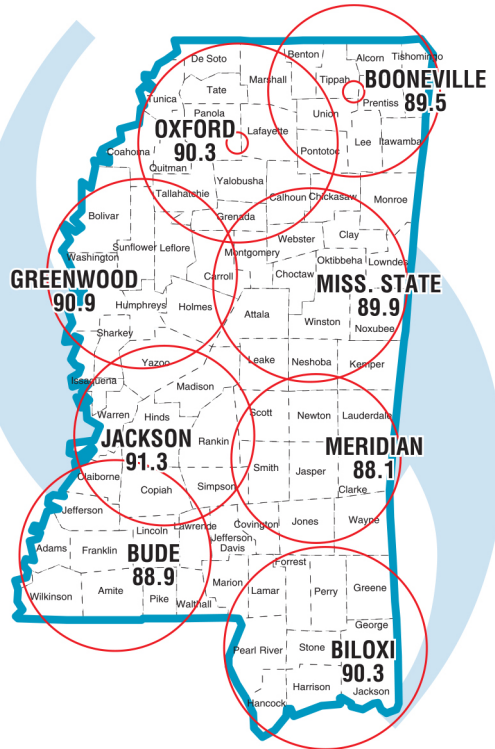 Benton
Alcorn
Tishomingo
De Soto
Marshall
Tippah
BOONEVILLE
89.5
Tate
Prentiss
Tunica
Panola
Union
OXFORD
90.3
Lafayette
Lee
Itawamba
Coahoma
Pontotoc
Quitman
Yalobusha
Tallahatchie
Calhoun
Chickasaw
Monroe
Bolivar
Grenada
Webster
Clay
Sunflower
Leflore
Montgomery
Washington
Oktibbeha
Lowndes
GREENWOOD
90.9
Carroll
Choctaw
MISS. STATE
89.9
Humphreys
Holmes
Attala
Winston
Noxubee
Sharkey
Yazoo
Leake
Neshoba
Kemper
Issaquena
Madison
Warren
Hinds
Scott
Newton
Lauderdale
JACKSON
91.3
Rankin
MERIDIAN
88.1
Smith
Jasper
Claiborne
Copiah
Simpson
Clarke
Jefferson
Lincoln
Lawrence
Covington
Jones
Wayne
Jefferson
Davis
Adams
Franklin
BUDE
88.9
Forrest
Marion
Lamar
Perry
Greene
Wilkinson
Amite
Pike
Walthall
George
Pearl River
Stone
BILOXI
90.3
Harrison
Jackson
Hancock